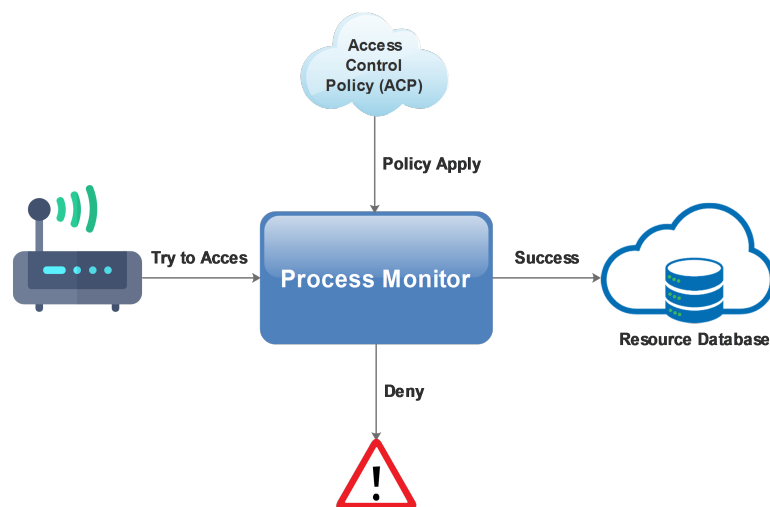 Access
Control
Policy (ACP)
Policy Apply
Try to Acces
Process Monitor
Success
Resource Database
Deny
!